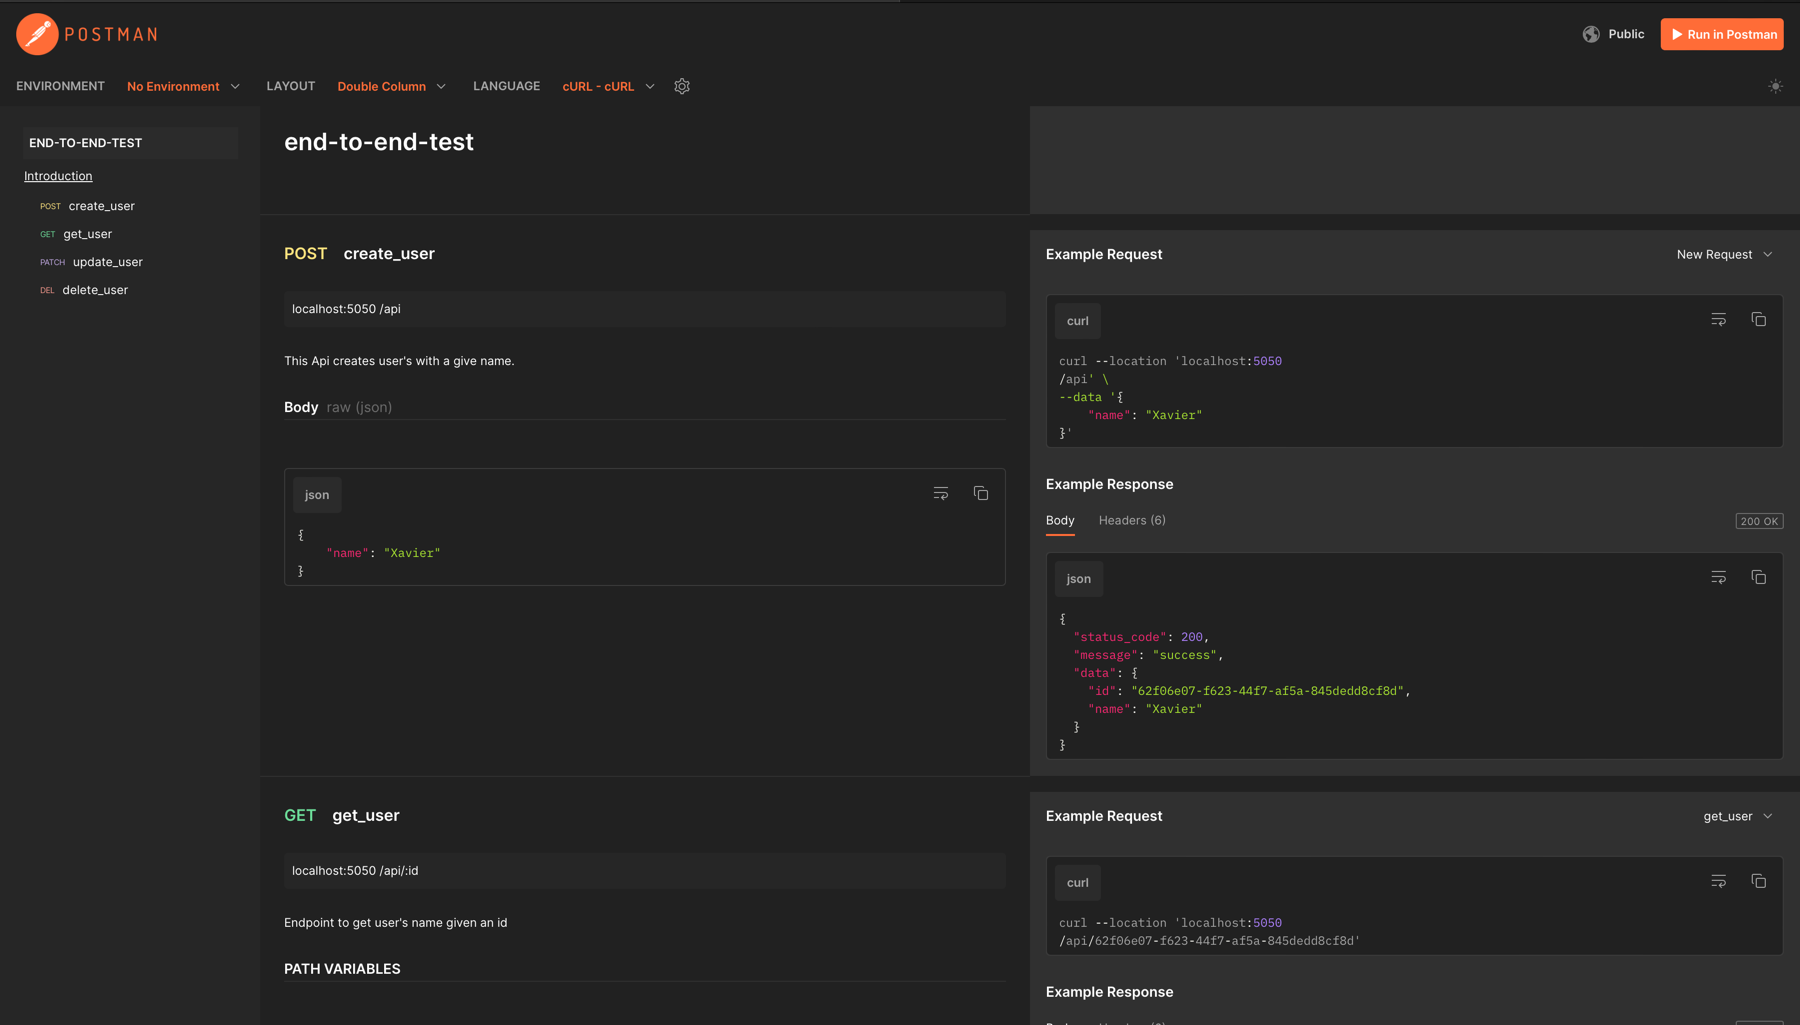 POSTMAN
Public
Run in Postman
ENVIRONMENT No Environment LAYOUT Double Column LANGUAGE cURL - cURL
END-TO-END-TEST
Introduction
POST create_user
GET get_user
PATCH update_user
DEL delete_user
end-to-end-test
POST create_user
localhost:5050 /api
This Api creates user's with a give name.
Body raw (json)
json
{
    "name": "Xavier"
}
Example Request
New Request
curl
curl --location 'localhost:5050
/api' \
--data '{
    "name": "Xavier"
}'
Example Response
Body Headers (6)
200 OK
json
{
  "status_code": 200,
  "message": "success",
  "data": {
    "id": "62f06e07-f623-44f7-af5a-845dedd8cf8d",
    "name": "Xavier"
  }
}
GET get_user
localhost:5050 /api/:id
Endpoint to get user's name given an id
PATH VARIABLES
Example Request
get_user
curl
curl --location 'localhost:5050
/api/62f06e07-f623-44f7-af5a-845dedd8cf8d'
Example Response